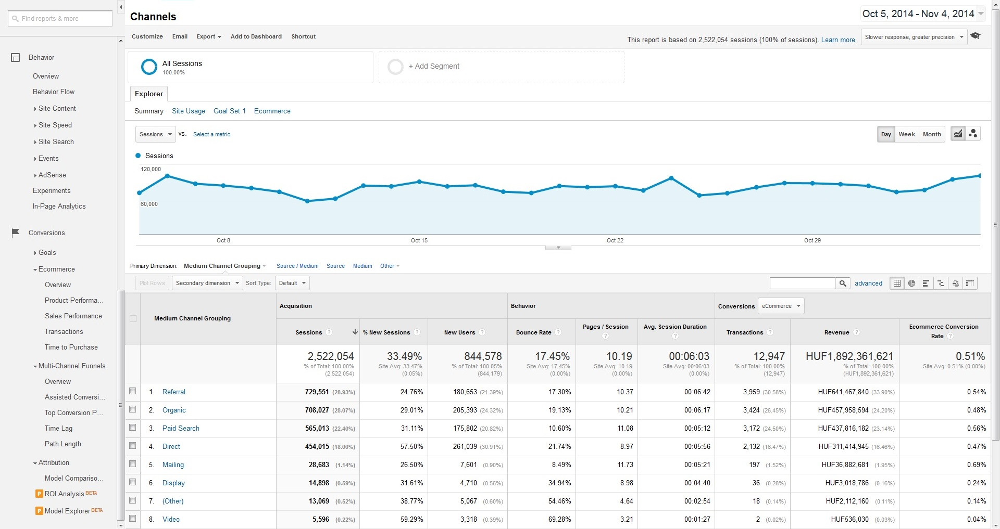 Find reports & more
Behavior
Overview
Behavior Flow
Site Content
Site Speed
Site Search
Events
AdSense
Experiments
In-Page Analytics
Conversions
Goals
Ecommerce
Overview
Product Performa...
Sales Performance
Transactions
Time to Purchase
Multi-Channel Funnels
Overview
Assisted Conversi...
Top Conversion P...
Time Lag
Path Length
Attribution
Model Compariso...
P ROI Analysis BETA
P Model Explorer BETA
Channels
Oct 5, 2014 - Nov 4, 2014
Customize Email Export Add to Dashboard Shortcut
This report is based on 2,522,054 sessions (100% of sessions). Learn more
Slower response, greater precision
All Sessions
100.00%
+ Add Segment
Explorer
Summary Site Usage Goal Set 1 Ecommerce
Sessions vs. Select a metric
Day Week Month
Sessions
120,000
60,000
Oct 8 Oct 15 Oct 22 Oct 29
Primary Dimension: Medium Channel Grouping Source / Medium Source Medium Other
Plot Rows Secondary dimension Sort Type: Default
advanced
Medium Channel Grouping
Acquisition Behavior Conversions eCommerce
Sessions ? % New Sessions ? New Users ? Bounce Rate ? Pages / Session ? Avg. Session Duration ? Transactions ? Revenue ? Ecommerce Conversion
Rate ?
2,522,054 33.49% 844,578 17.45% 10.19 00:06:03 12,947 HUF1,892,361,621 0.51%
% of Total: 100.00% Site Avg: 33.47% % of Total: 100.05% Site Avg: 17.45% Site Avg: 10.19 Site Avg: 00:06:03 % of Total: 100.00% % of Total: 100.00% Site Avg: 0.51% (0.00%)
(2,522,054) (0.05%) (844,179) (0.00%) (0.00%) (0.00%) (12,947) (HUF1,892,361,621)
1. Referral 729,551 (28.93%) 24.76% 180,653 (21.39%) 17.30% 10.37 00:06:42 3,959 (30.58%) HUF641,467,840 (33.90%) 0.54%
2. Organic 708,027 (28.07%) 29.01% 205,393 (24.32%) 19.13% 10.21 00:06:17 3,424 (26.45%) HUF457,958,594 (24.20%) 0.48%
3. Paid Search 565,013 (22.40%) 31.11% 175,802 (20.82%) 10.60% 11.08 00:05:12 3,172 (24.50%) HUF437,816,182 (23.14%) 0.56%
4. Direct 454,015 (18.00%) 57.50% 261,039 (30.91%) 21.74% 8.97 00:05:56 2,132 (16.47%) HUF311,414,945 (16.46%) 0.47%
5. Mailing 28,683 (1.14%) 26.50% 7,601 (0.90%) 8.49% 11.73 00:05:21 197 (1.52%) HUF36,882,681 (1.95%) 0.69%
6. Display 14,898 (0.59%) 31.61% 4,710 (0.56%) 34.94% 8.98 00:04:40 36 (0.28%) HUF3,018,786 (0.16%) 0.24%
7. (Other) 13,069 (0.52%) 38.77% 5,067 (0.60%) 54.46% 4.64 00:02:54 18 (0.14%) HUF2,112,160 (0.11%) 0.14%
8. Video 5,596 (0.22%) 59.29% 3,318 (0.39%) 69.28% 3.21 00:01:27 2 (0.02%) HUF536,030 (0.03%) 0.04%